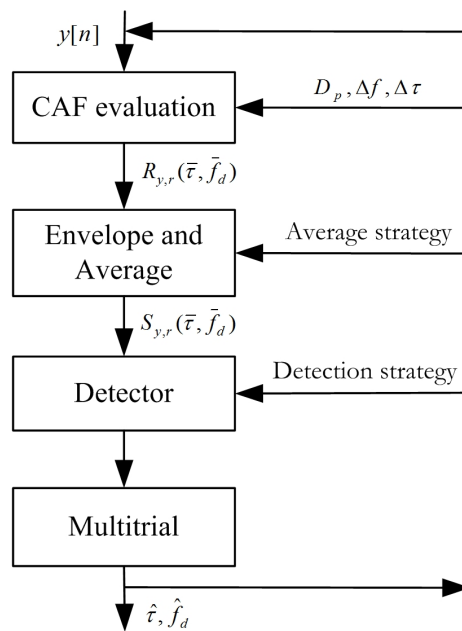 y[n]
CAF evaluation
D_p, Δf, Δτ
R_{y,r}(τ̄, f̄_d)
Envelope and
Average
Average strategy
S_{y,r}(τ̄, f̄_d)
Detector
Detection strategy
Multitrial
τ̂, f̂_d